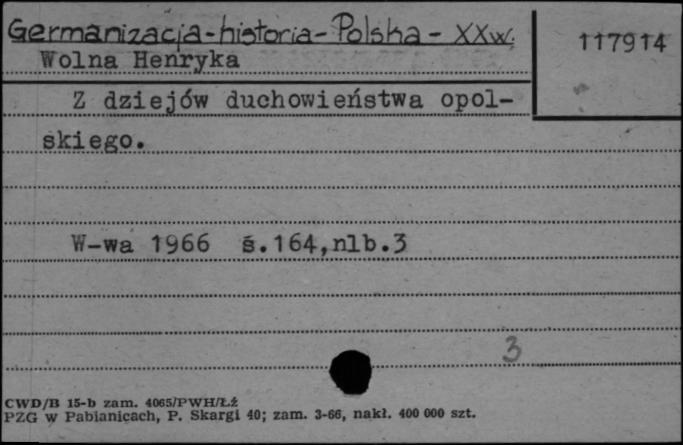 Germanizacja-historia-Polska-XXw.
117914
Wolna Henryka
Z dziejów duchowieństwa opol-
skiego.
W-wa 1966 ś.164,nlb.3
3
CWD/B 15-b zam. 4065/PWH/Łź
PZG w Pabianicach, P. Skargi 40; zam. 3-66, nakł. 400 000 szt.